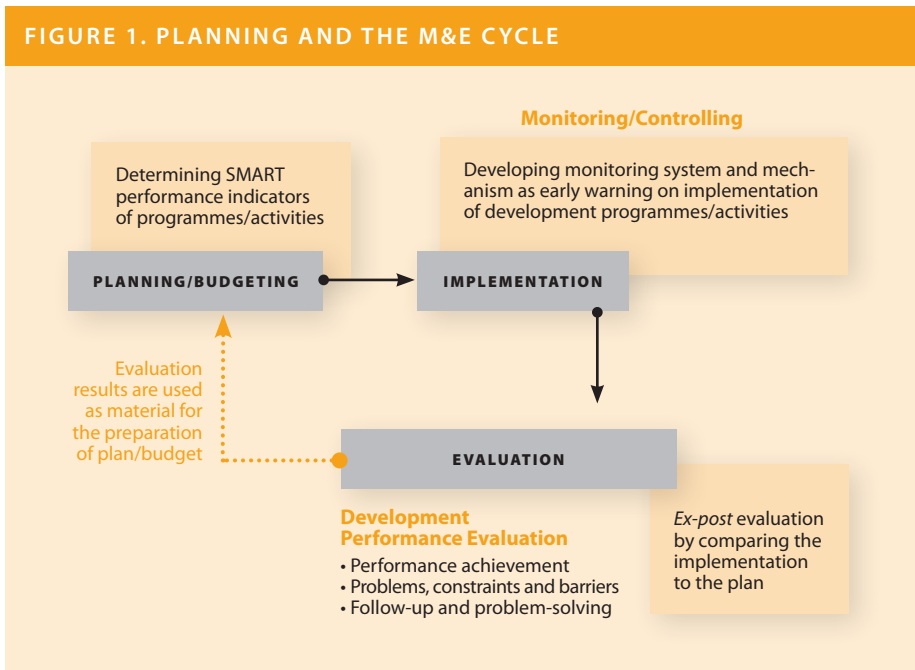 FIGURE 1. PLANNING AND THE M&E CYCLE
Monitoring/Controlling
Determining SMART
performance indicators
of programmes/activities
Developing monitoring system and mech-
anism as early warning on implementation
of development programmes/activities
PLANNING/BUDGETING
IMPLEMENTATION
Evaluation
results are used
as material for
the preparation
of plan/budget
EVALUATION
Development
Performance Evaluation
• Performance achievement
• Problems, constraints and barriers
• Follow-up and problem-solving
Ex-post evaluation
by comparing the
implementation
to the plan